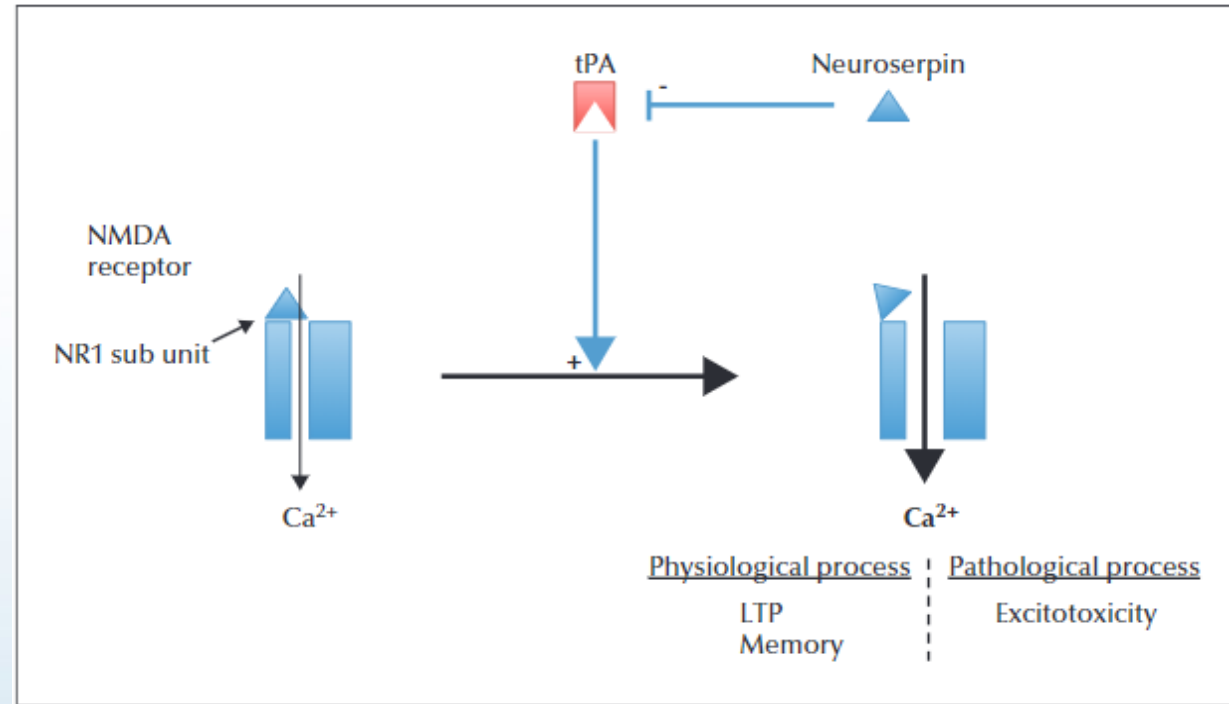 tPA
Neuroserpin
-
NMDA
receptor
NR1 sub unit
+
Ca²⁺
Ca²⁺
Physiological process
Pathological process
LTP
Excitotoxicity
Memory